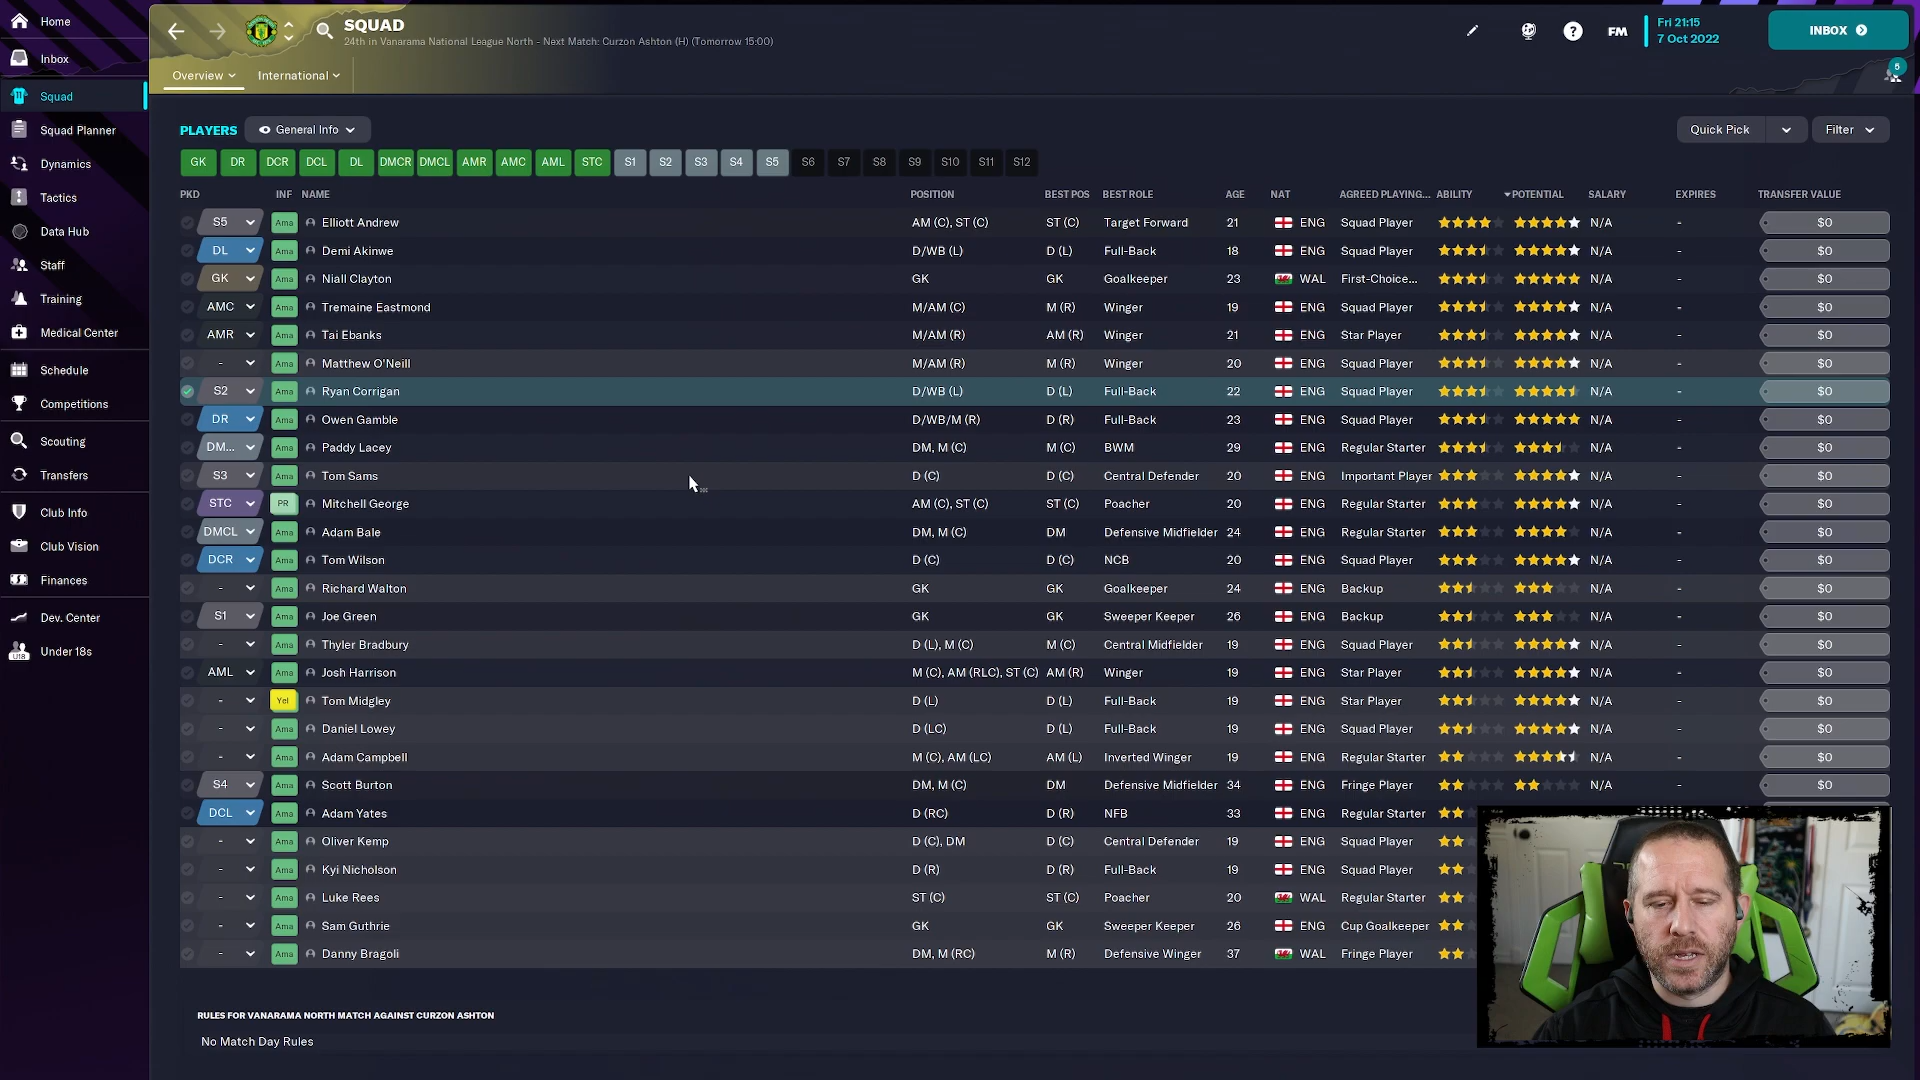 Home
Inbox
Squad
Squad Planner
Dynamics
Tactics
Data Hub
Staff
Training
Medical Center
Schedule
Competitions
Scouting
Transfers
Club Info
Club Vision
Finances
Dev. Center
Under 18s
SQUAD
24th in Vanarama National League North - Next Match: Curzon Ashton (H) (Tomorrow 15:00)
FM
Fri 21:15
7 Oct 2022
INBOX
5
Overview International
PLAYERS General Info Quick Pick Filter
GK DR DCR DCL DL DMCR DMCL AMR AMC AML STC S1 S2 S3 S4 S5 S6 S7 S8 S9 S10 S11 S12
PKD INF NAME POSITION BEST POS BEST ROLE AGE NAT AGREED PLAYING... ABILITY POTENTIAL SALARY EXPIRES TRANSFER VALUE
S5 Ama Elliott Andrew AM (C), ST (C) ST (C) Target Forward 21 ENG Squad Player N/A - $0
DL Ama Demi Akinwe D/WB (L) D (L) Full-Back 18 ENG Squad Player N/A - $0
GK Ama Niall Clayton GK GK Goalkeeper 23 WAL First-Choice... N/A - $0
AMC Ama Tremaine Eastmond M/AM (C) M (R) Winger 19 ENG Squad Player N/A - $0
AMR Ama Tai Ebanks M/AM (R) AM (R) Winger 21 ENG Star Player N/A - $0
- Ama Matthew O'Neill M/AM (R) M (R) Winger 20 ENG Squad Player N/A - $0
S2 Ama Ryan Corrigan D/WB (L) D (L) Full-Back 22 ENG Squad Player N/A - $0
DR Ama Owen Gamble D/WB/M (R) D (R) Full-Back 23 ENG Squad Player N/A - $0
DM... Ama Paddy Lacey DM, M (C) M (C) BWM 29 ENG Regular Starter N/A - $0
S3 Ama Tom Sams D (C) D (C) Central Defender 20 ENG Important Player N/A - $0
STC PR Mitchell George AM (C), ST (C) ST (C) Poacher 20 ENG Regular Starter N/A - $0
DMCL Ama Adam Bale DM, M (C) DM Defensive Midfielder 24 ENG Regular Starter N/A - $0
DCR Ama Tom Wilson D (C) D (C) NCB 20 ENG Squad Player N/A - $0
- Ama Richard Walton GK GK Goalkeeper 24 ENG Backup N/A - $0
S1 Ama Joe Green GK GK Sweeper Keeper 26 ENG Backup N/A - $0
- Ama Thyler Bradbury D (L), M (C) M (C) Central Midfielder 19 ENG Squad Player N/A - $0
AML Ama Josh Harrison M (C), AM (RLC), ST (C) AM (R) Winger 19 ENG Star Player N/A - $0
- Yel Tom Midgley D (L) D (L) Full-Back 19 ENG Star Player N/A - $0
- Ama Daniel Lowey D (LC) D (L) Full-Back 19 ENG Squad Player N/A - $0
- Ama Adam Campbell M (C), AM (LC) AM (L) Inverted Winger 19 ENG Regular Starter N/A - $0
S4 Ama Scott Burton DM, M (C) DM Defensive Midfielder 34 ENG Fringe Player N/A - $0
DCL Ama Adam Yates D (RC) D (R) NFB 33 ENG Regular Starter
- Ama Oliver Kemp D (C), DM D (C) Central Defender 19 ENG Squad Player
- Ama Kyi Nicholson D (R) D (R) Full-Back 19 ENG Squad Player
- Ama Luke Rees ST (C) ST (C) Poacher 20 WAL Regular Starter
- Ama Sam Guthrie GK GK Sweeper Keeper 26 ENG Cup Goalkeeper
- Ama Danny Bragoli DM, M (RC) M (R) Defensive Winger 37 WAL Fringe Player
RULES FOR VANARAMA NORTH MATCH AGAINST CURZON ASHTON
No Match Day Rules